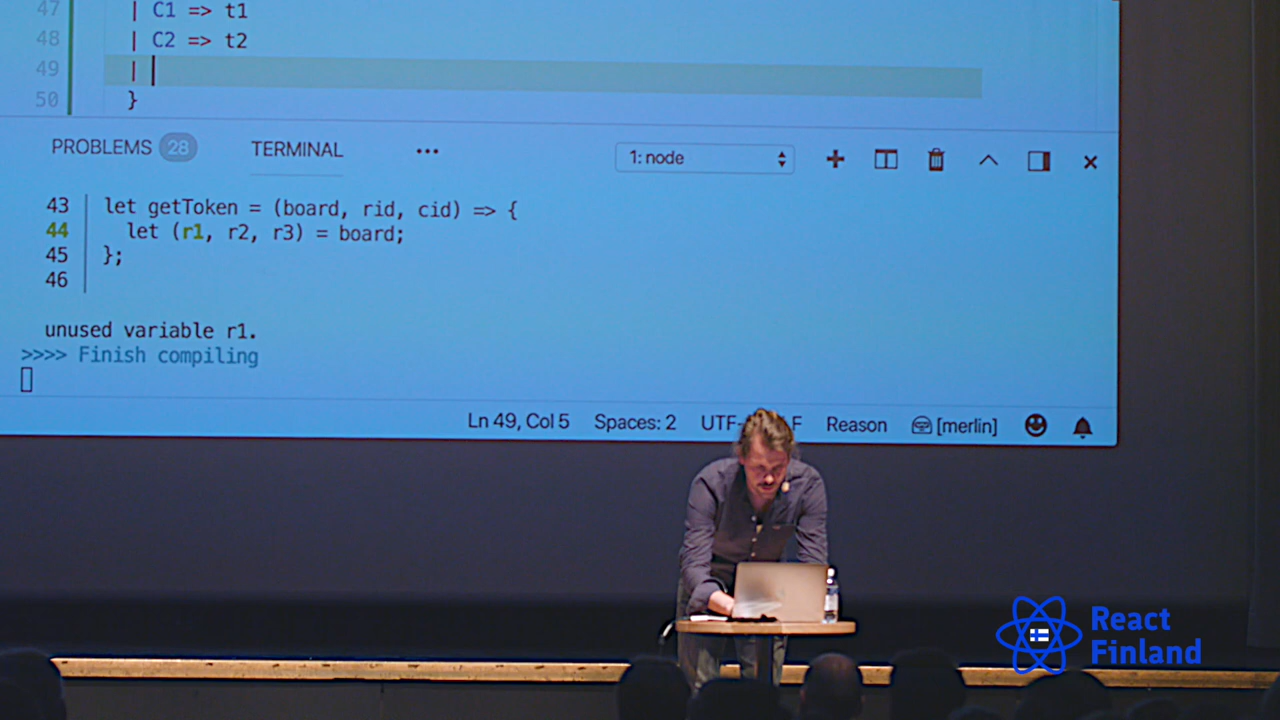 47 | C1 => t1
48 | C2 => t2
49 |
50 }
PROBLEMS 28 TERMINAL ••• 1: node
43 let getToken = (board, rid, cid) => {
44 let (r1, r2, r3) = board;
45 };
46
unused variable r1.
>>>> Finish compiling
Ln 49, Col 5 Spaces: 2 UTF- F Reason [merlin]
React
Finland